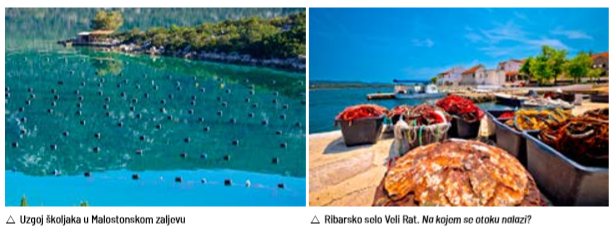 △ Uzgoj školjaka u Malostonskom zaljevu
△ Ribarsko selo Veli Rat. Na kojem se otoku nalazi?